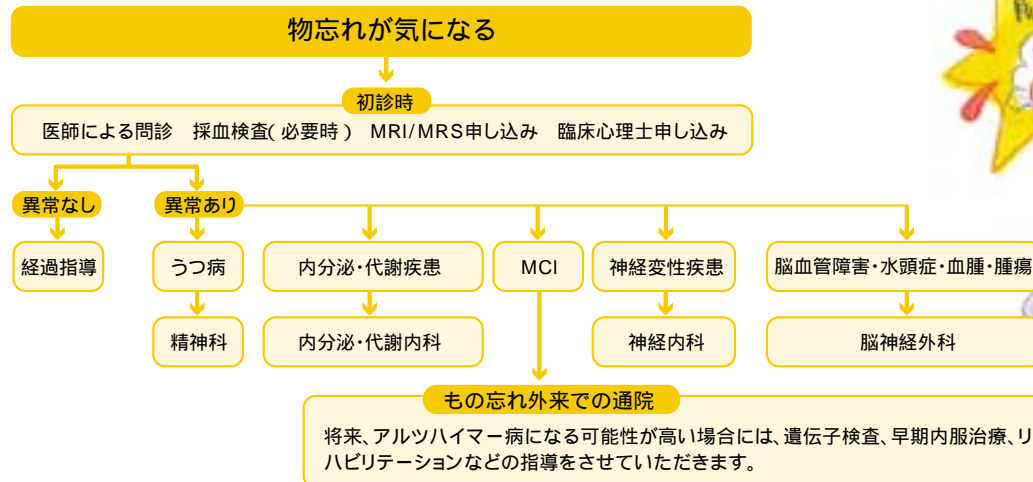 物忘れが気になる
初診時
医師による問診 採血検査(必要時) MRI/MRS申し込み 臨床心理士申し込み
異常なし 異常あり
経過指導 うつ病 内分泌・代謝疾患 MCI 神経変性疾患 脳血管障害・水頭症・血腫・腫瘍
精神科 内分泌・代謝内科 神経内科 脳神経外科
もの忘れ外来での通院
将来、アルツハイマー病になる可能性が高い場合には、遺伝子検査、早期内服治療、リ
ハビリテーションなどの指導をさせていただきます。